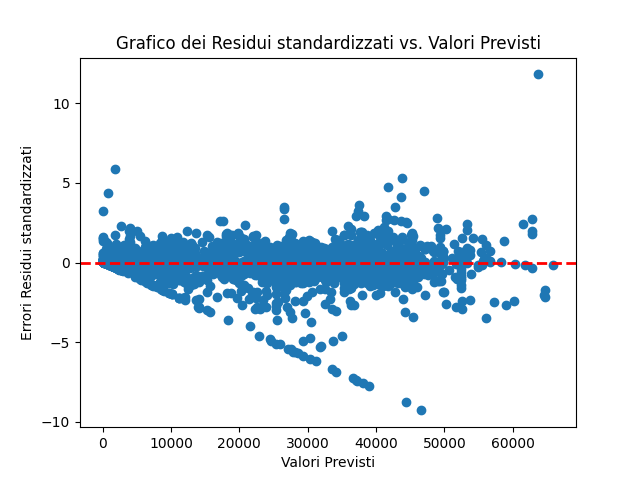 Grafico dei Residui standardizzati vs. Valori Previsti
Errori Residui standardizzati
10
5
0
−5
−10
0 10000 20000 30000 40000 50000 60000
Valori Previsti